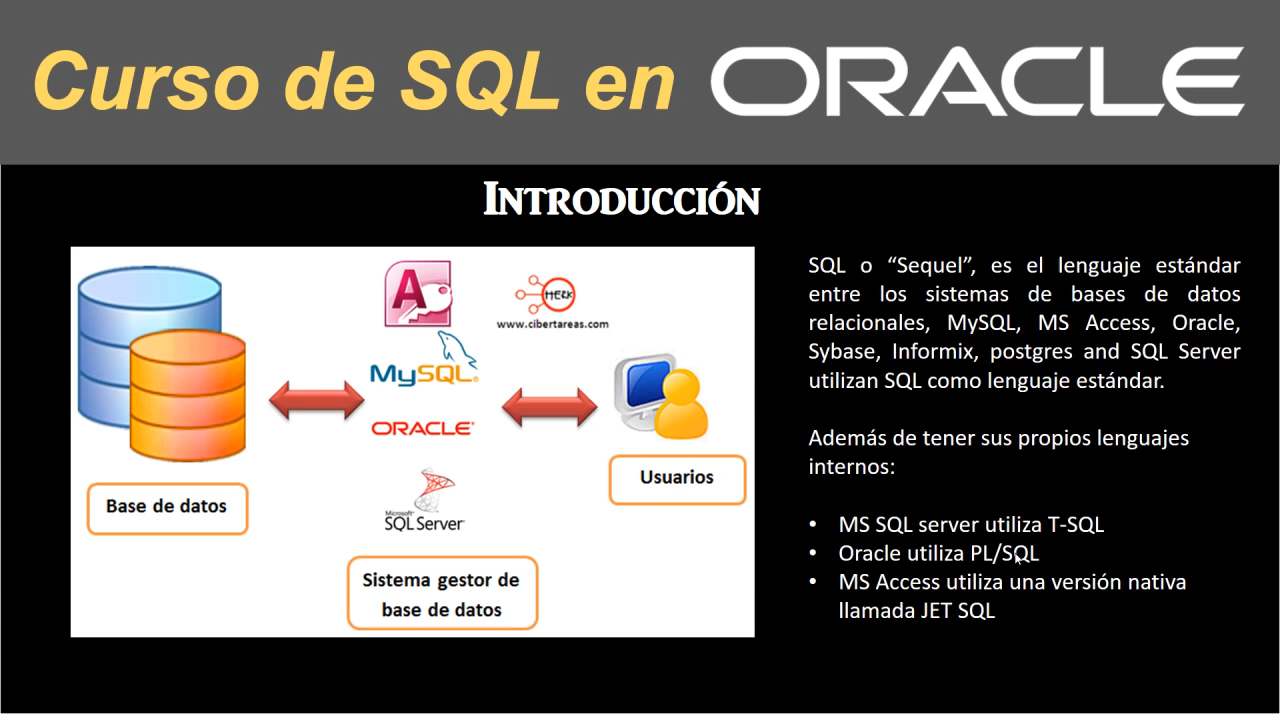 Curso de SQL en ORACLE
INTRODUCCIÓN
A
MERK
www.cibertareas.com
MySQL®
ORACLE®
Microsoft®
SQL Server®
Base de datos
Usuarios
Sistema gestor de
base de datos
SQL o “Sequel”, es el lenguaje estándar
entre los sistemas de bases de datos
relacionales, MySQL, MS Access, Oracle,
Sybase, Informix, postgres and SQL Server
utilizan SQL como lenguaje estándar.
Además de tener sus propios lenguajes
internos:
• MS SQL server utiliza T-SQL
• Oracle utiliza PL/SQL
• MS Access utiliza una versión nativa
llamada JET SQL